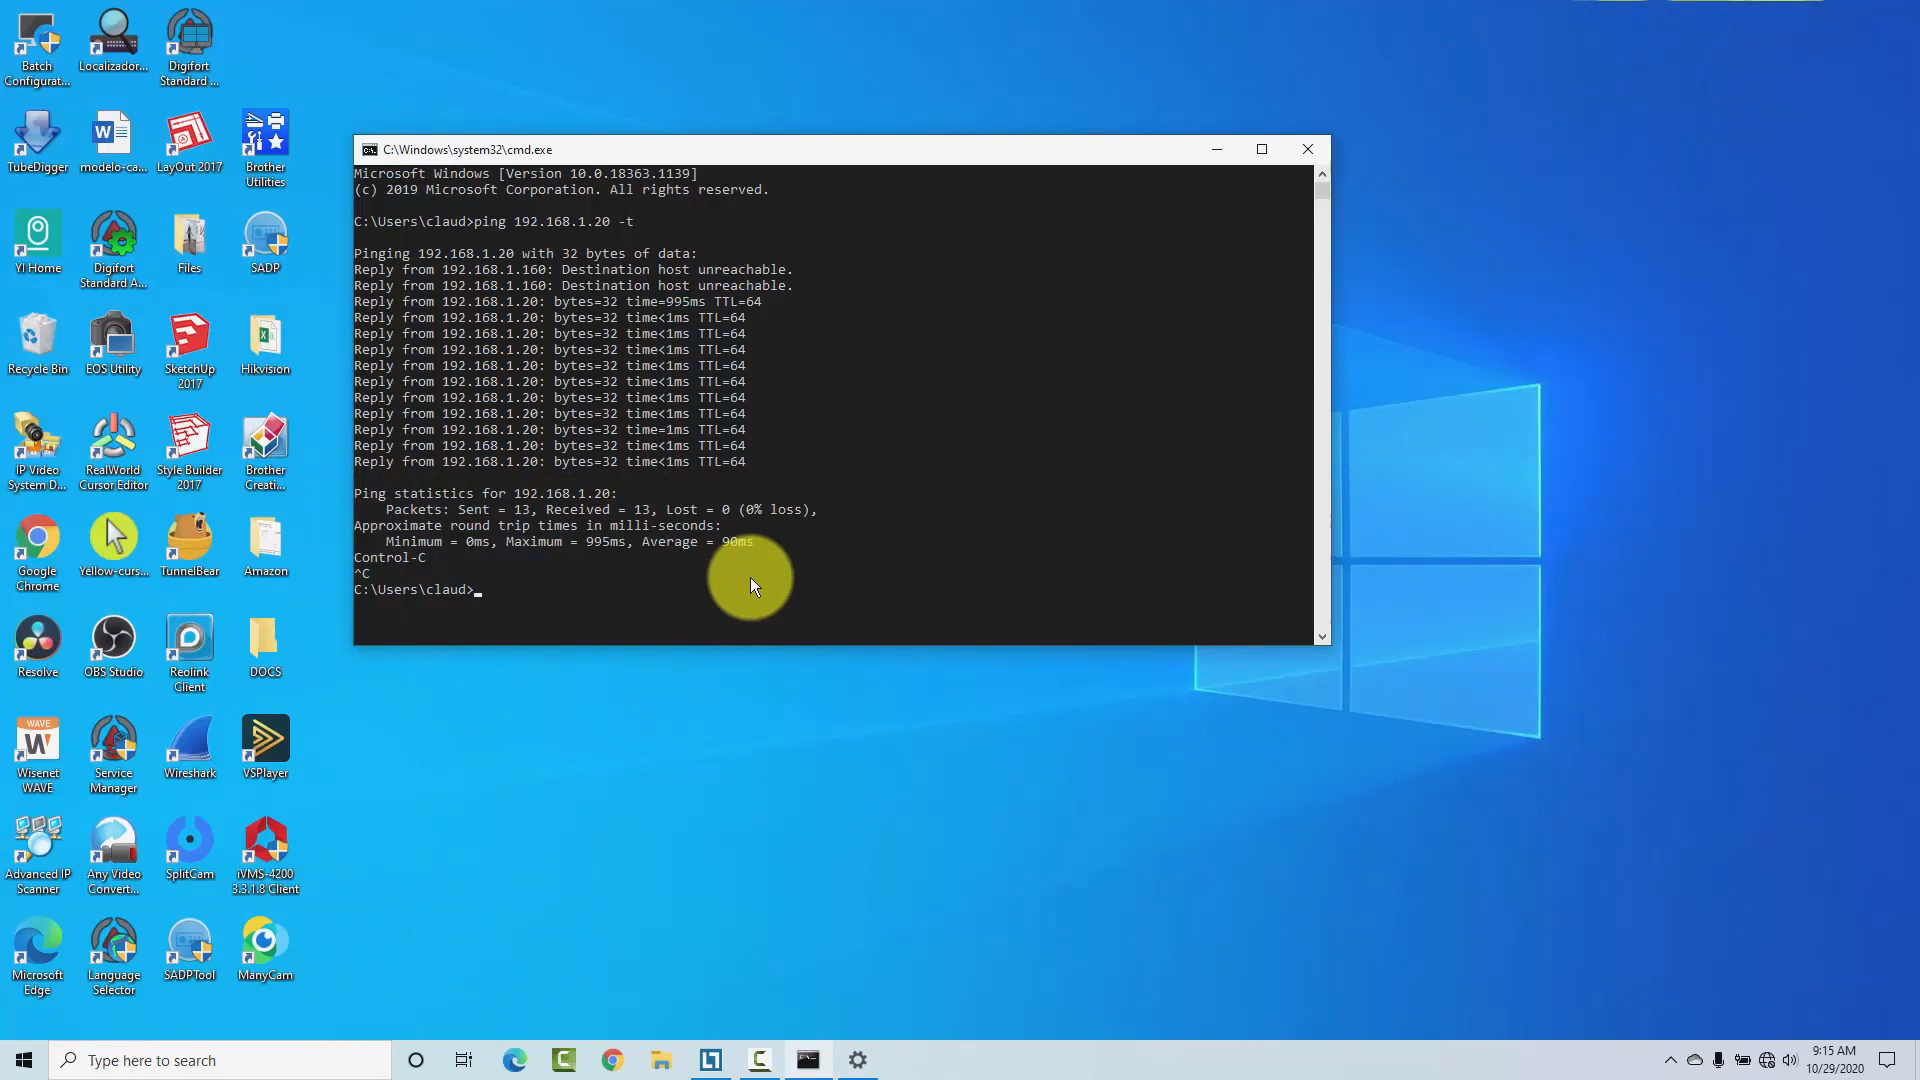 Batch
Configurat...
Localizador...
Digifort
Standard ...
TubeDigger
modelo-ca...
LayOut 2017
Brother
Utilities
YI Home
Digifort
Standard A...
Files
SADP
Recycle Bin
EOS Utility
SketchUp
2017
Hikvision
IP Video
System D...
RealWorld
Cursor Editor
Style Builder
2017
Brother
Creati...
Google
Chrome
Yellow-curs...
TunnelBear
Amazon
Resolve
OBS Studio
Reolink
Client
DOCS
WAVE
W
Wisenet
WAVE
Service
Manager
Wireshark
VSPlayer
Advanced IP
Scanner
Any Video
Convert...
SplitCam
iVMS-4200
3.3.1.8 Client
Microsoft
Edge
Language
Selector
SADPTool
ManyCam
C:\Windows\system32\cmd.exe
Microsoft Windows [Version 10.0.18363.1139]
(c) 2019 Microsoft Corporation. All rights reserved.
C:\Users\claud>ping 192.168.1.20 -t
Pinging 192.168.1.20 with 32 bytes of data:
Reply from 192.168.1.160: Destination host unreachable.
Reply from 192.168.1.160: Destination host unreachable.
Reply from 192.168.1.20: bytes=32 time=995ms TTL=64
Reply from 192.168.1.20: bytes=32 time<1ms TTL=64
Reply from 192.168.1.20: bytes=32 time<1ms TTL=64
Reply from 192.168.1.20: bytes=32 time<1ms TTL=64
Reply from 192.168.1.20: bytes=32 time<1ms TTL=64
Reply from 192.168.1.20: bytes=32 time<1ms TTL=64
Reply from 192.168.1.20: bytes=32 time<1ms TTL=64
Reply from 192.168.1.20: bytes=32 time<1ms TTL=64
Reply from 192.168.1.20: bytes=32 time=1ms TTL=64
Reply from 192.168.1.20: bytes=32 time<1ms TTL=64
Reply from 192.168.1.20: bytes=32 time<1ms TTL=64
Ping statistics for 192.168.1.20:
Packets: Sent = 13, Received = 13, Lost = 0 (0% loss),
Approximate round trip times in milli-seconds:
Minimum = 0ms, Maximum = 995ms, Average = 90ms
Control-C
^C
C:\Users\claud>_
Type here to search
9:15 AM
10/29/2020